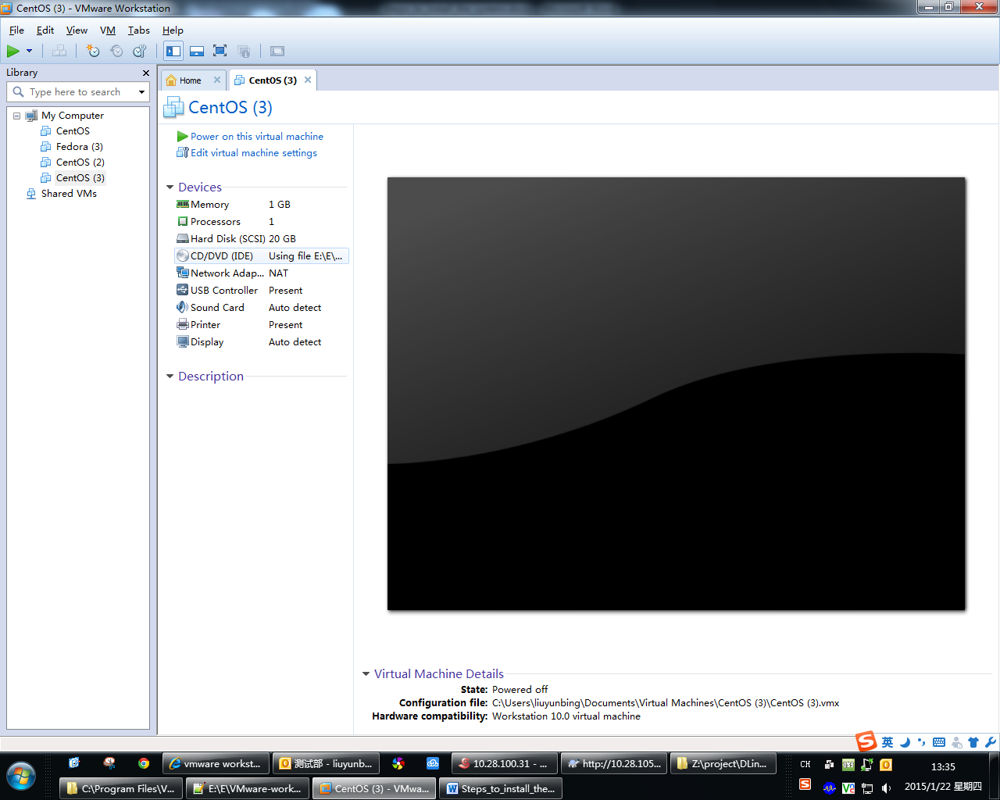 CentOS (3) - VMware Workstation
File Edit View VM Tabs Help
Library
Type here to search
My Computer
CentOS
Fedora (3)
CentOS (2)
CentOS (3)
Shared VMs
Home
CentOS (3)
CentOS (3)
Power on this virtual machine
Edit virtual machine settings
Devices
Memory 1 GB
Processors 1
Hard Disk (SCSI) 20 GB
CD/DVD (IDE) Using file E:\E\...
Network Adap... NAT
USB Controller Present
Sound Card Auto detect
Printer Present
Display Auto detect
Description
Virtual Machine Details
State: Powered off
Configuration file: C:\Users\liuyunbing\Documents\Virtual Machines\CentOS (3)\CentOS (3).vmx
Hardware compatibility: Workstation 10.0 virtual machine
英
vmware workst...
测试部 - liuyunb...
10.28.100.31 - ...
http://10.28.105...
Z:\project\DLin...
CH
13:35
C:\Program Files\V...
E:\E\VMware-work...
CentOS (3) - VMwa...
Steps_to_install_the...
2015/1/22 星期四